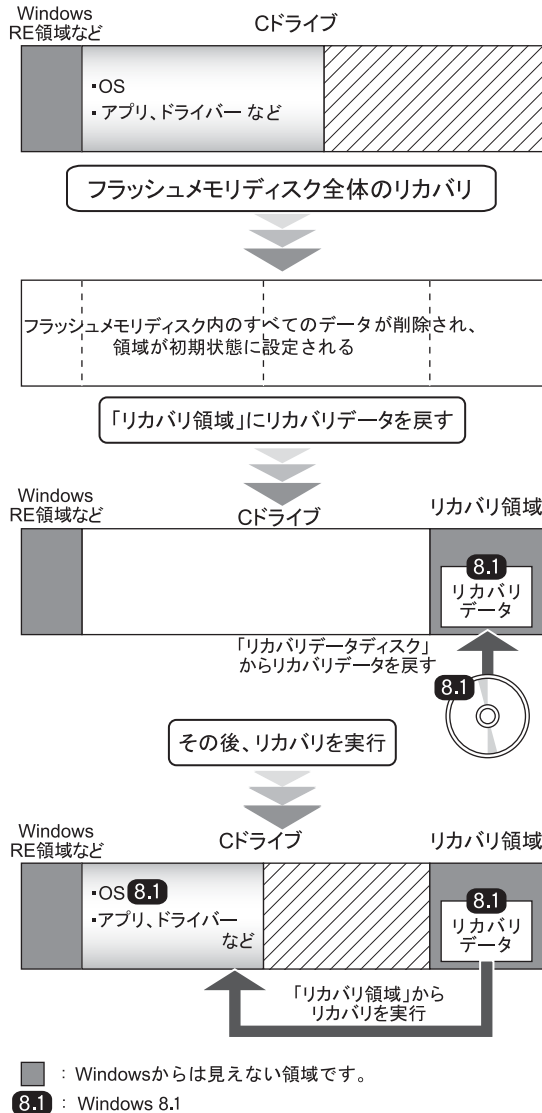 Windows
RE領域など
Cドライブ
・OS
・アプリ、ドライバー など
フラッシュメモリディスク全体のリカバリ
フラッシュメモリディスク内のすべてのデータが削除され、
領域が初期状態に設定される
「リカバリ領域」にリカバリデータを戻す
Windows
RE領域など
Cドライブ
リカバリ領域
8.1
リカバリ
データ
「リカバリデータディスク」
からリカバリデータを戻す
8.1
その後、リカバリを実行
Windows
RE領域など
Cドライブ
リカバリ領域
・OS 8.1
・アプリ、ドライバー
など
8.1
リカバリ
データ
「リカバリ領域」から
リカバリを実行
：Windowsからは見えない領域です。
8.1：Windows 8.1